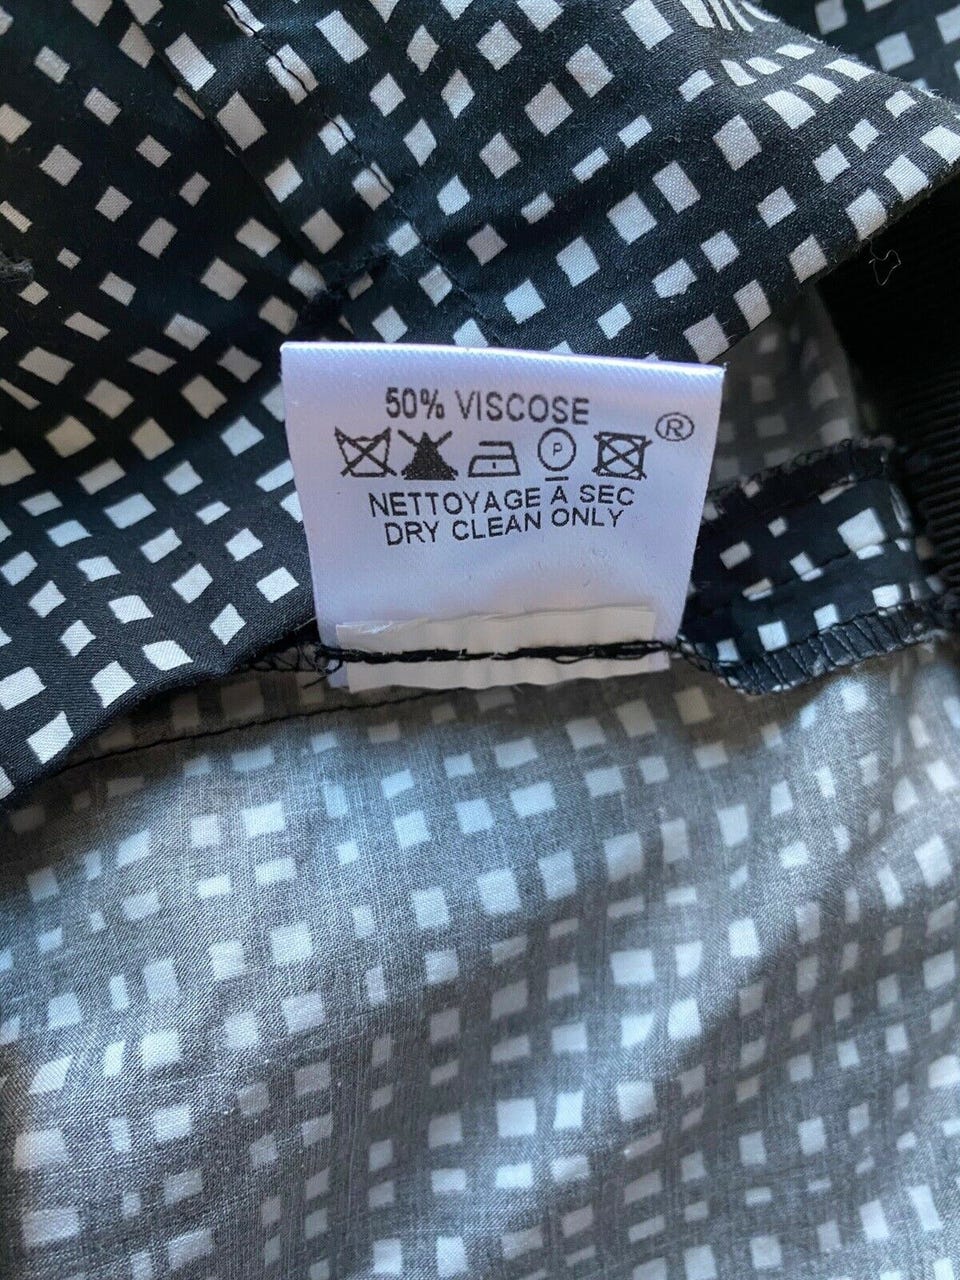 50% VISCOSE
P ®
NETTOYAGE À SEC
DRY CLEAN ONLY